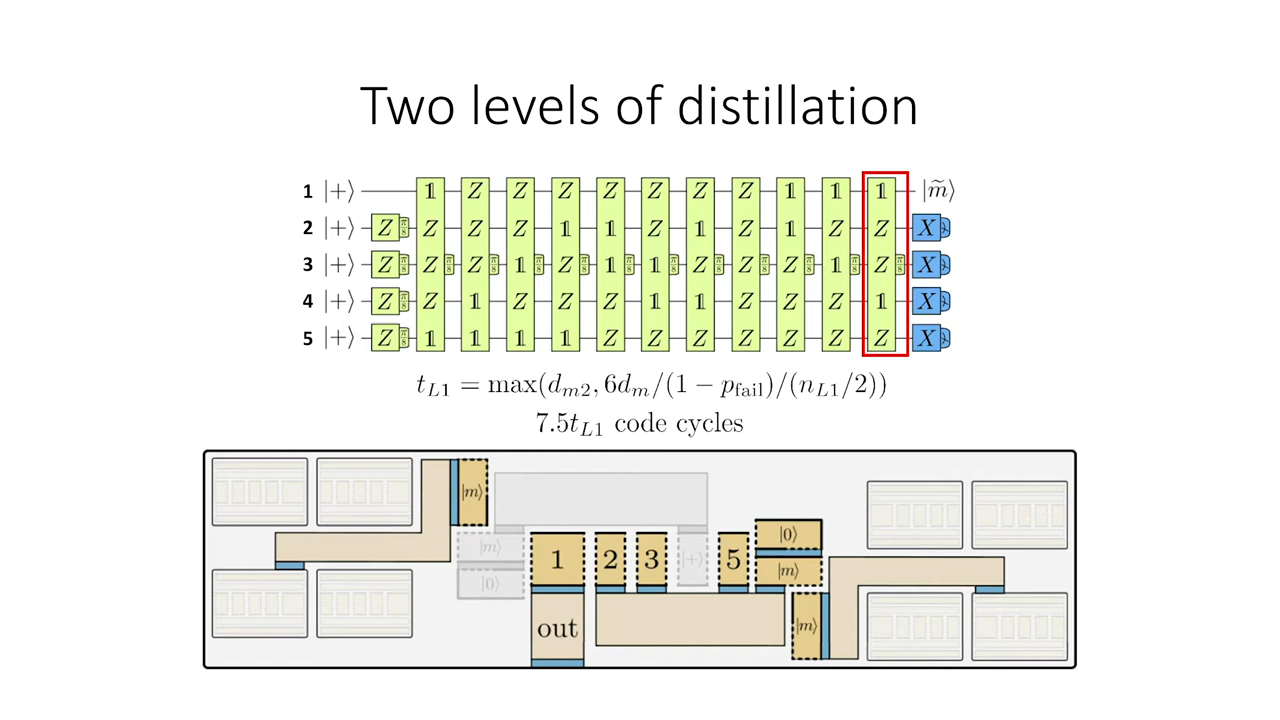 Two levels of distillation
1 |+⟩ 𝟙 Z Z Z Z Z Z Z 𝟙 𝟙 𝟙 |m̃⟩
2 |+⟩ Z Z Z Z 𝟙 𝟙 Z 𝟙 Z 𝟙 Z Z X
3 |+⟩ Z Z Z 𝟙 Z 𝟙 𝟙 Z Z Z 𝟙 Z X
4 |+⟩ Z Z 𝟙 Z Z Z 𝟙 𝟙 Z Z Z 𝟙 X
5 |+⟩ Z 𝟙 𝟙 𝟙 𝟙 Z Z Z Z Z Z Z X
t_{L1} = max(d_{m2}, 6d_m/(1 − p_fail)/(n_{L1}/2))
7.5t_{L1} code cycles
|m⟩
|m⟩
|0⟩
1 2 3 |+⟩ 5
|0⟩
|m⟩
out
|m⟩